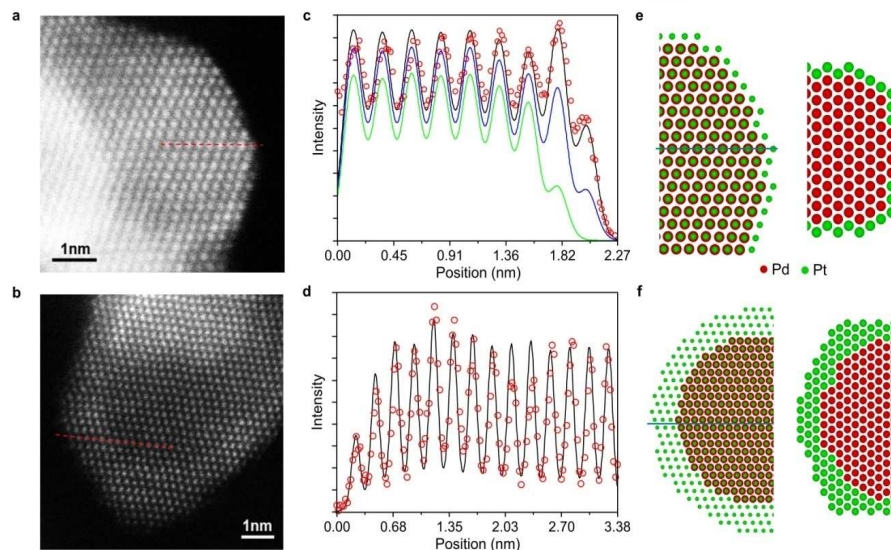 a
1nm
b
1nm
c
Intensity
0.00 0.45 0.91 1.36 1.82 2.27
Position (nm)
d
Intensity
0.00 0.68 1.35 2.03 2.70 3.38
Position (nm)
e
Pd Pt
f